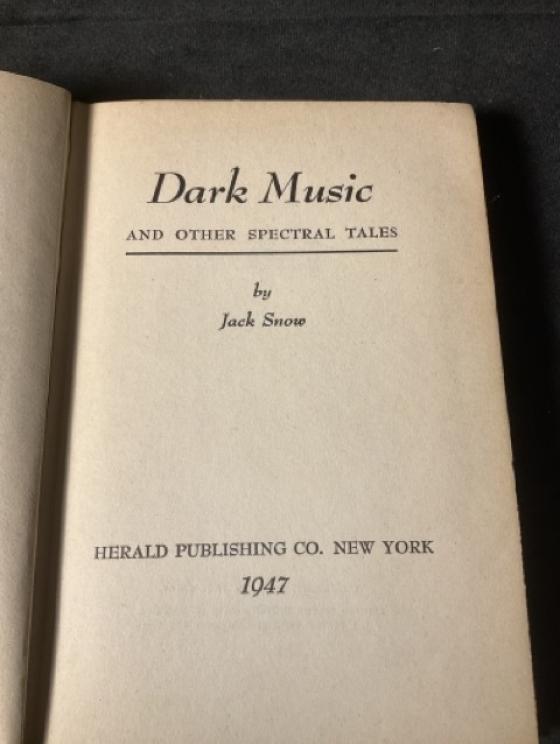 Dark Music
AND OTHER SPECTRAL TALES
by
Jack Snow
HERALD PUBLISHING CO. NEW YORK
1947